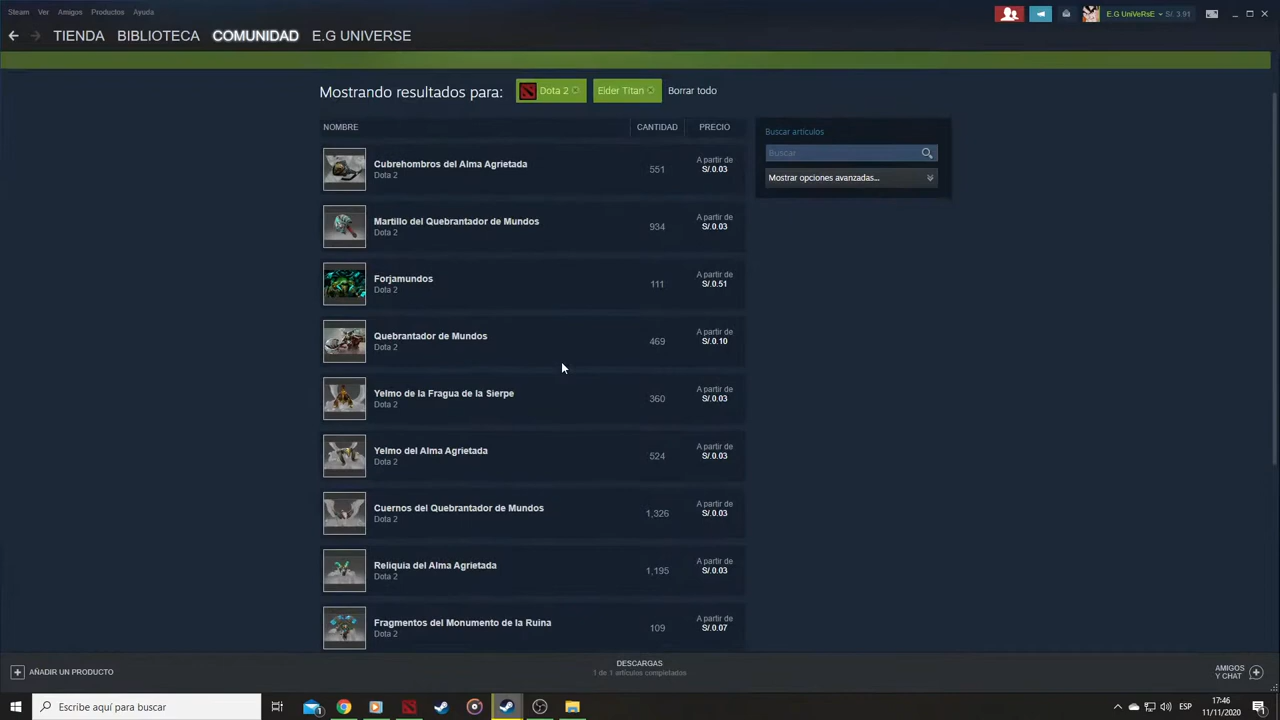 Steam Ver Amigos Productos Ayuda
E.G UniVeRsE S/. 3.91
TIENDA BIBLIOTECA COMUNIDAD E.G UNIVERSE
Mostrando resultados para: Dota 2 Elder Titan Borrar todo
NOMBRE CANTIDAD PRECIO
Buscar artículos
Buscar
Mostrar opciones avanzadas...
Cubrehombros del Alma Agrietada
Dota 2
551
A partir de
S/.0.03
Martillo del Quebrantador de Mundos
Dota 2
934
A partir de
S/.0.03
Forjamundos
Dota 2
111
A partir de
S/.0.51
Quebrantador de Mundos
Dota 2
469
A partir de
S/.0.10
Yelmo de la Fragua de la Sierpe
Dota 2
360
A partir de
S/.0.03
Yelmo del Alma Agrietada
Dota 2
524
A partir de
S/.0.03
Cuernos del Quebrantador de Mundos
Dota 2
1,326
A partir de
S/.0.03
Reliquia del Alma Agrietada
Dota 2
1,195
A partir de
S/.0.03
Fragmentos del Monumento de la Ruina
Dota 2
109
A partir de
S/.0.07
AÑADIR UN PRODUCTO
DESCARGAS
1 de 1 artículos completados
AMIGOS
Y CHAT
Escribe aquí para buscar
ESP
17:46
11/11/2020